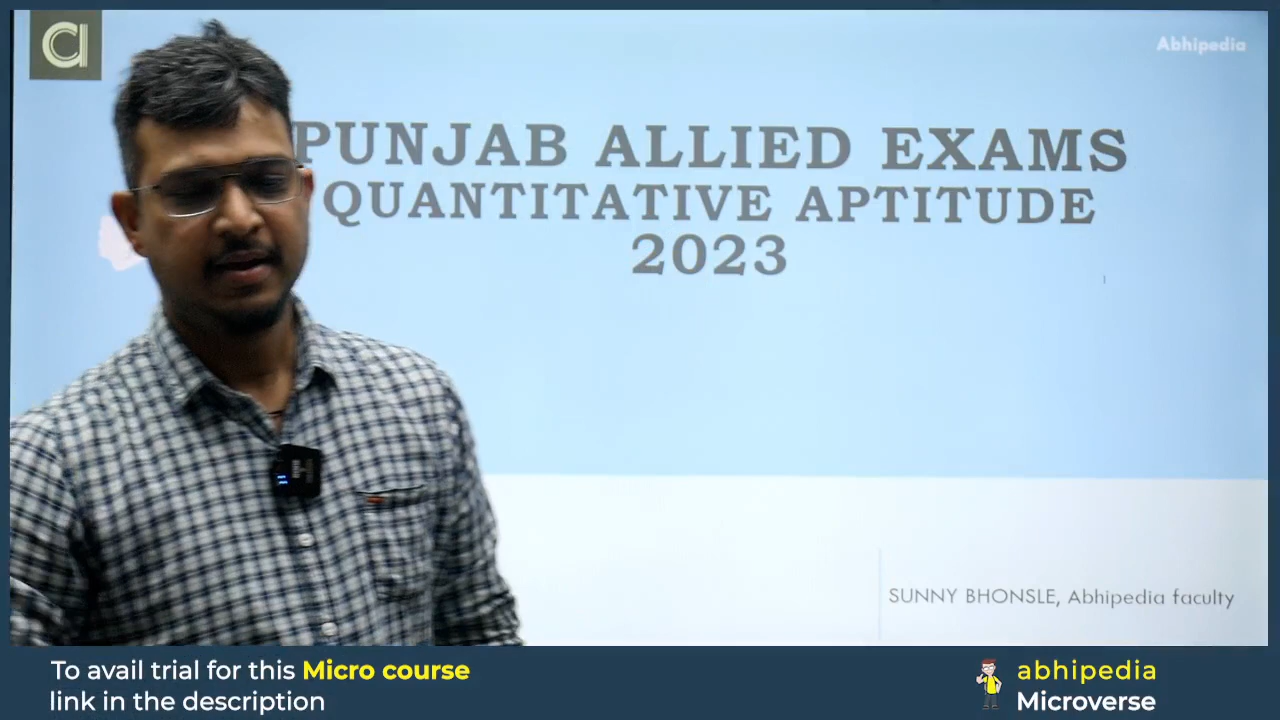 Abhipedia
PUNJAB ALLIED EXAMS
QUANTITATIVE APTITUDE
2023
SUNNY BHONSLE, Abhipedia faculty
To avail trial for this Micro course
link in the description
abhipedia
Microverse